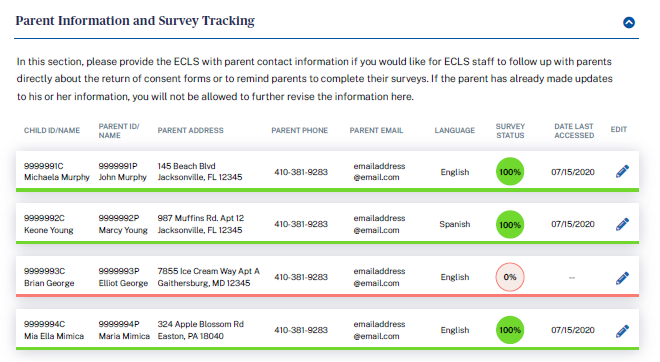 Parent Information and Survey Tracking
In this section, please provide the ECLS with parent contact information if you would like for ECLS staff to follow up with parents
directly about the return of consent forms or to remind parents to complete their surveys. If the parent has already made updates
to his or her information, you will not be allowed to further revise the information here.
CHILD ID/NAME PARENT ID/ NAME PARENT ADDRESS PARENT PHONE PARENT EMAIL LANGUAGE SURVEY STATUS DATE LAST ACCESSED EDIT
9999991C 9999991P 145 Beach Blvd emailaddress
Michaela Murphy John Murphy Jacksonville, FL 12345 410-381-9283 @email.com English 100% 07/15/2020
9999992C 9999992P 987 Muffins Rd. Apt 12 emailaddress
Keone Young Marcy Young Jacksonville, FL 12345 410-381-9283 @email.com Spanish 100% 07/15/2020
9999993C 9999993P 7855 Ice Cream Way Apt A emailaddress
Brian George Elliot George Gaithersburg, MD 12345 410-381-9283 @email.com English 0% --
9999994C 9999994P 324 Apple Blossom Rd emailaddress
Mia Ella Mimica Maria Mimica Easton, PA 18040 410-381-9283 @email.com English 100% 07/15/2020